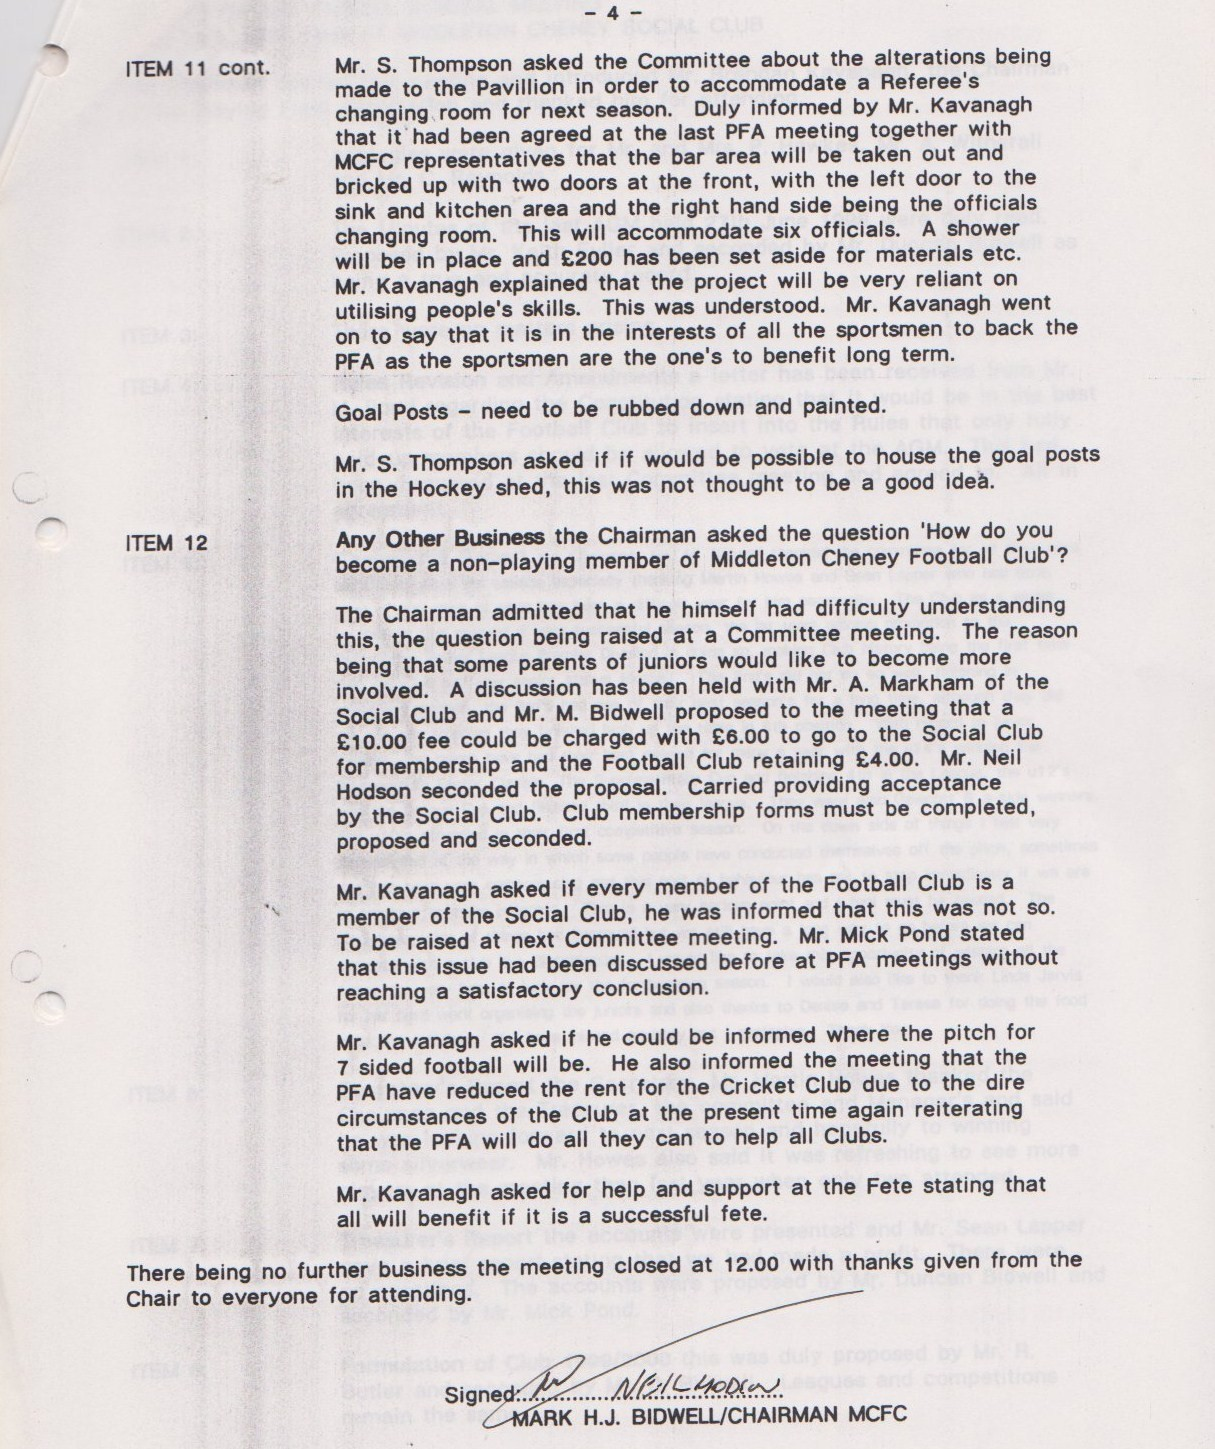 - 4 -
ITEM 11 cont. Mr. S. Thompson asked the Committee about the alterations being
made to the Pavillion in order to accommodate a Referee's
changing room for next season. Duly informed by Mr. Kavanagh
that it had been agreed at the last PFA meeting together with
MCFC representatives that the bar area will be taken out and
bricked up with two doors at the front, with the left door to the
sink and kitchen area and the right hand side being the officials
changing room. This will accommodate six officials. A shower
will be in place and £200 has been set aside for materials etc.
Mr. Kavanagh explained that the project will be very reliant on
utilising people's skills. This was understood. Mr. Kavanagh went
on to say that it is in the interests of all the sportsmen to back the
PFA as the sportsmen are the one's to benefit long term.
Goal Posts - need to be rubbed down and painted.
Mr. S. Thompson asked if if would be possible to house the goal posts
in the Hockey shed, this was not thought to be a good idea.
ITEM 12 Any Other Business the Chairman asked the question 'How do you
become a non-playing member of Middleton Cheney Football Club'?
The Chairman admitted that he himself had difficulty understanding
this, the question being raised at a Committee meeting. The reason
being that some parents of juniors would like to become more
involved. A discussion has been held with Mr. A. Markham of the
Social Club and Mr. M. Bidwell proposed to the meeting that a
£10.00 fee could be charged with £6.00 to go to the Social Club
for membership and the Football Club retaining £4.00. Mr. Neil
Hodson seconded the proposal. Carried providing acceptance
by the Social Club. Club membership forms must be completed,
proposed and seconded.
Mr. Kavanagh asked if every member of the Football Club is a
member of the Social Club, he was informed that this was not so.
To be raised at next Committee meeting. Mr. Mick Pond stated
that this issue had been discussed before at PFA meetings without
reaching a satisfactory conclusion.
Mr. Kavanagh asked if he could be informed where the pitch for
7 sided football will be. He also informed the meeting that the
PFA have reduced the rent for the Cricket Club due to the dire
circumstances of the Club at the present time again reiterating
that the PFA will do all they can to help all Clubs.
Mr. Kavanagh asked for help and support at the Fete stating that
all will benefit if it is a successful fete.
There being no further business the meeting closed at 12.00 with thanks given from the
Chair to everyone for attending.
Signed:.......... NEIL HODSON
MARK H.J. BIDWELL/CHAIRMAN MCFC